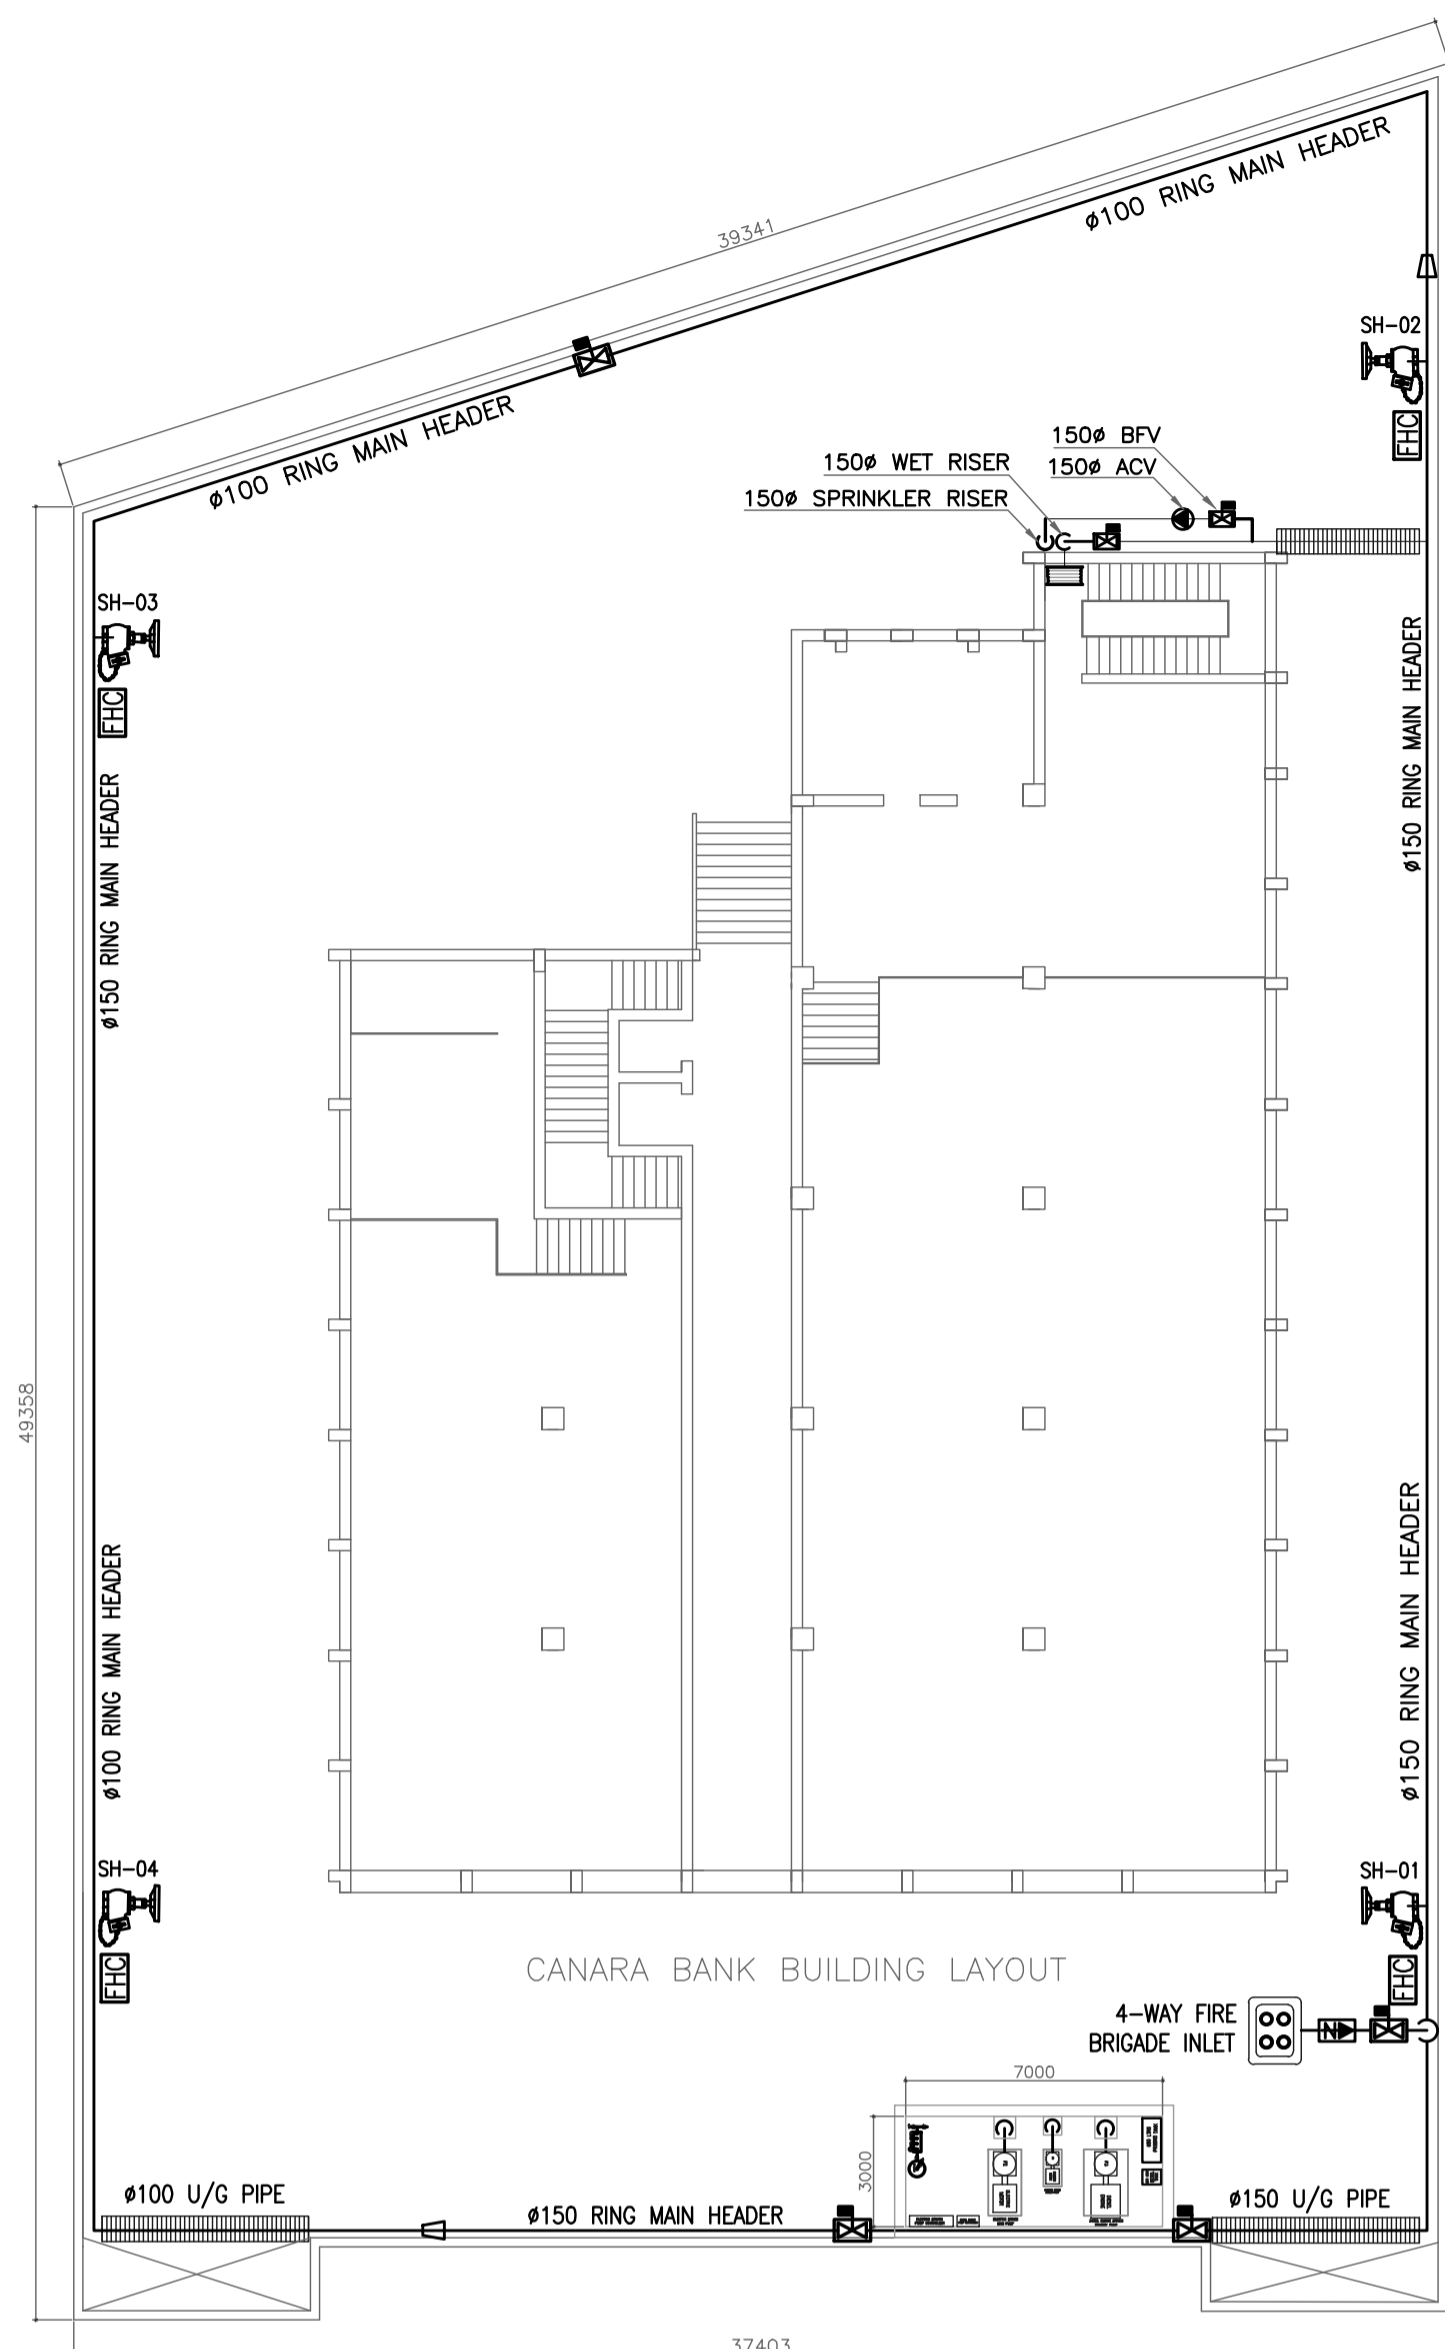 39341
ø100 RING MAIN HEADER
SH-02
FHC
ø100 RING MAIN HEADER
150ø BFV
150ø WET RISER
150ø ACV
150ø SPRINKLER RISER
SH-03
FHC
ø150 RING MAIN HEADER
ø150 RING MAIN HEADER
49358
ø100 RING MAIN HEADER
ø150 RING MAIN HEADER
SH-04
FHC
SH-01
FHC
CANARA BANK BUILDING LAYOUT
4-WAY FIRE
BRIGADE INLET
7000
3000
ø100 U/G PIPE
ø150 RING MAIN HEADER
ø150 U/G PIPE
37403